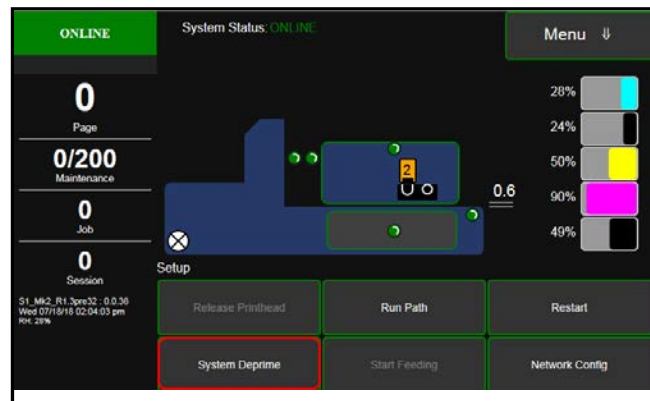 ONLINE
System Status: ONLINE
Menu ⇓
0
Page
0/200
Maintenance
0
Job
0
Session
S1_Mk2_R1.3pre32 : 0.0.36
Wed 07/18/18 02:04:03 pm
RH: 29%
2
0.6
28%
24%
50%
90%
49%
Setup
Release Printhead
Run Path
Restart
System Deprime
Start Feeding
Network Config